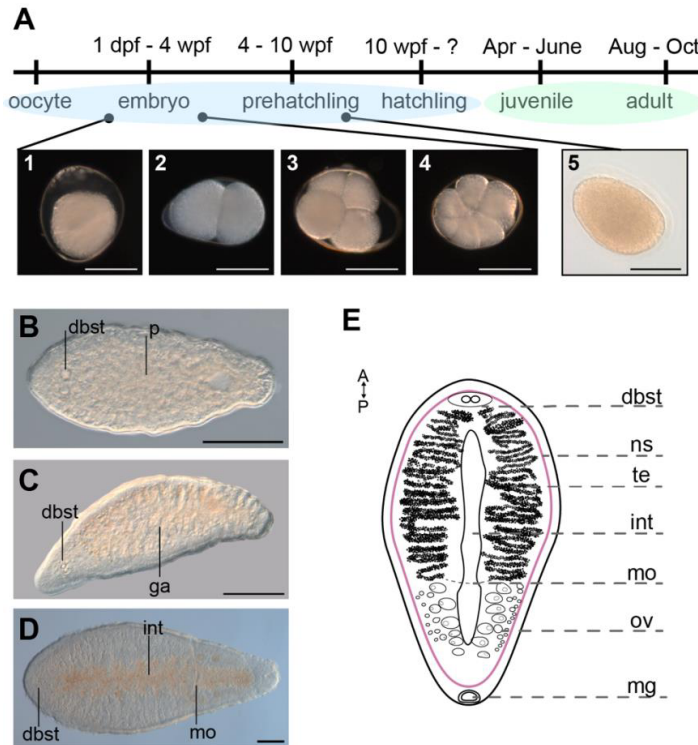 A
1 dpf - 4 wpf 4 - 10 wpf 10 wpf - ? Apr - June Aug - Oct
oocyte embryo prehatchling hatchling juvenile adult
1 2 3 4 5
B
dbst p
C
dbst
ga
D
int
dbst mo
E
A
P
dbst
ns
te
int
mo
ov
mg